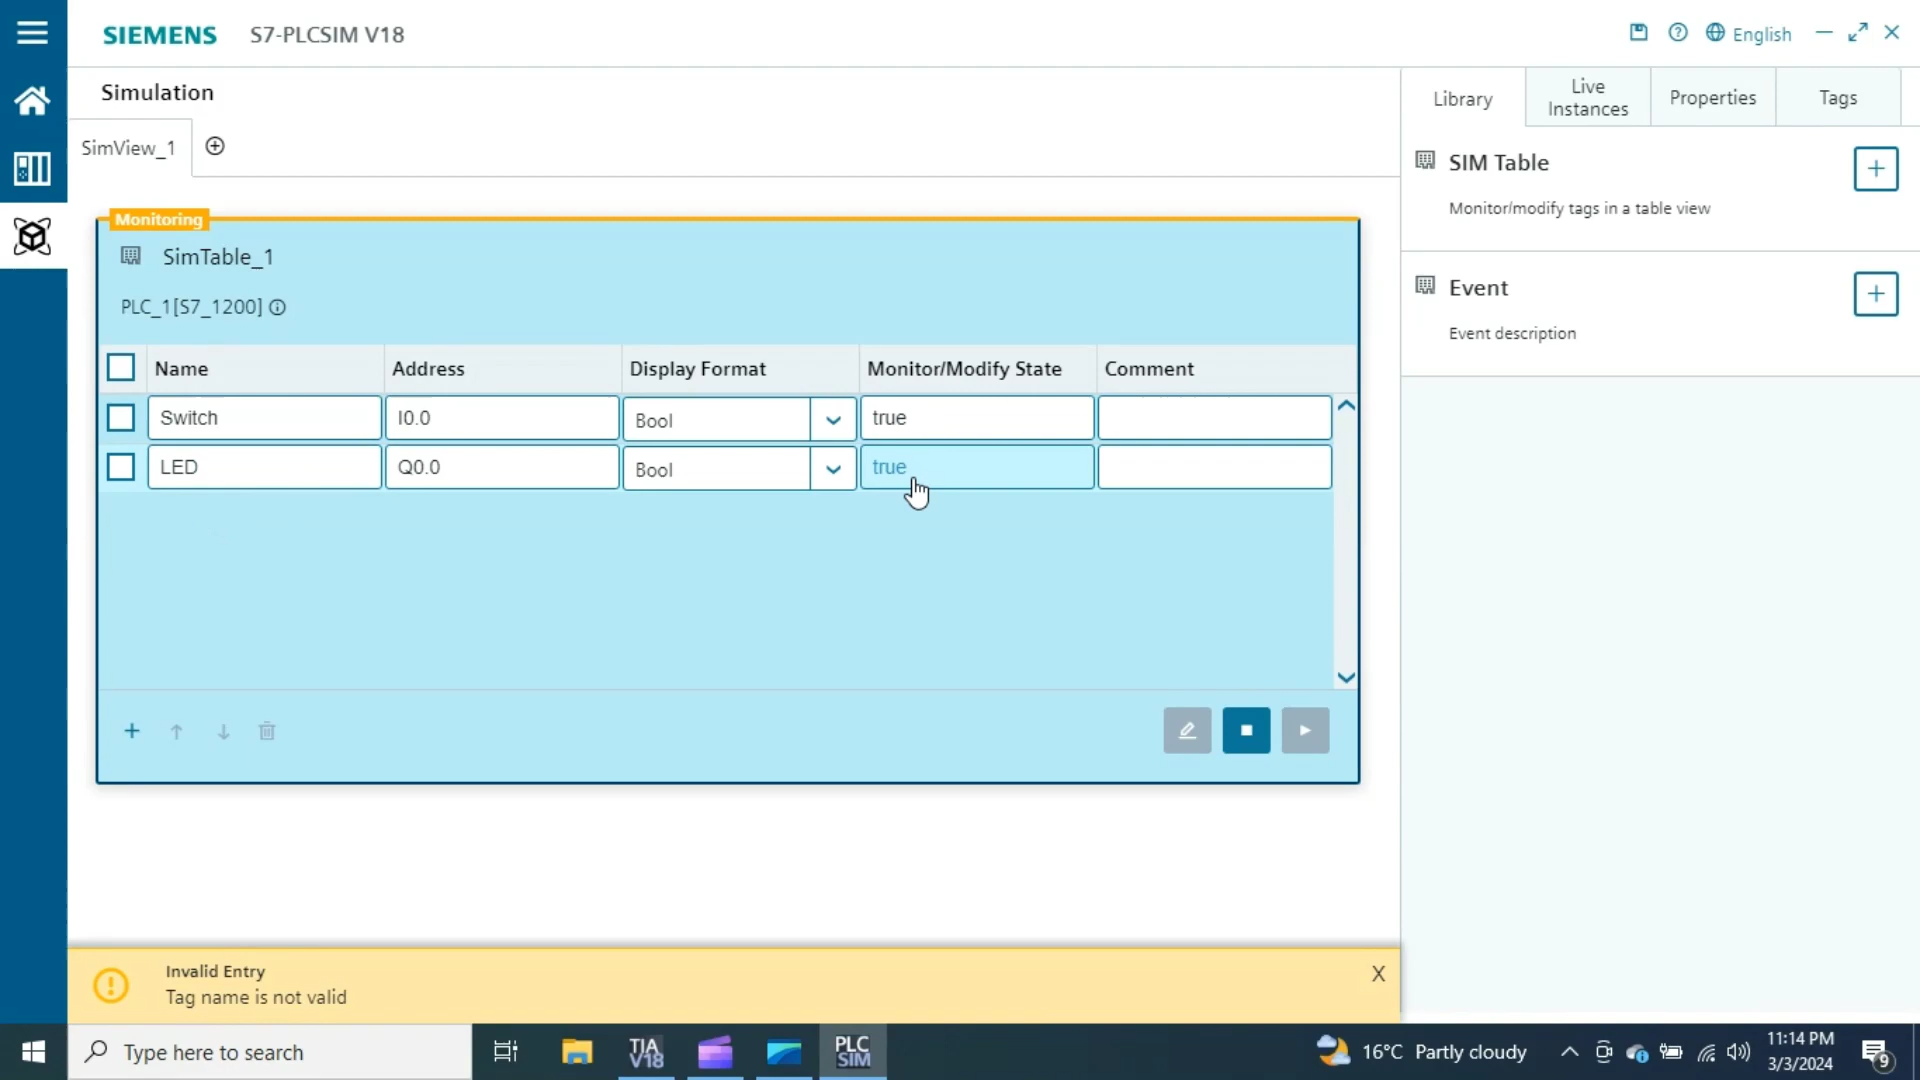 SIEMENS S7-PLCSIM V18
English
Simulation
SimView_1
Library
Live
Instances
Properties
Tags
SIM Table
Monitor/modify tags in a table view
Event
Event description
Monitoring
SimTable_1
PLC_1[S7_1200]
Name Address Display Format Monitor/Modify State Comment
Switch I0.0 Bool true
LED Q0.0 Bool true
Invalid Entry
Tag name is not valid
X
Type here to search
TIA
V18
PLC
SIM
16°C Partly cloudy
11:14 PM
3/3/2024
9